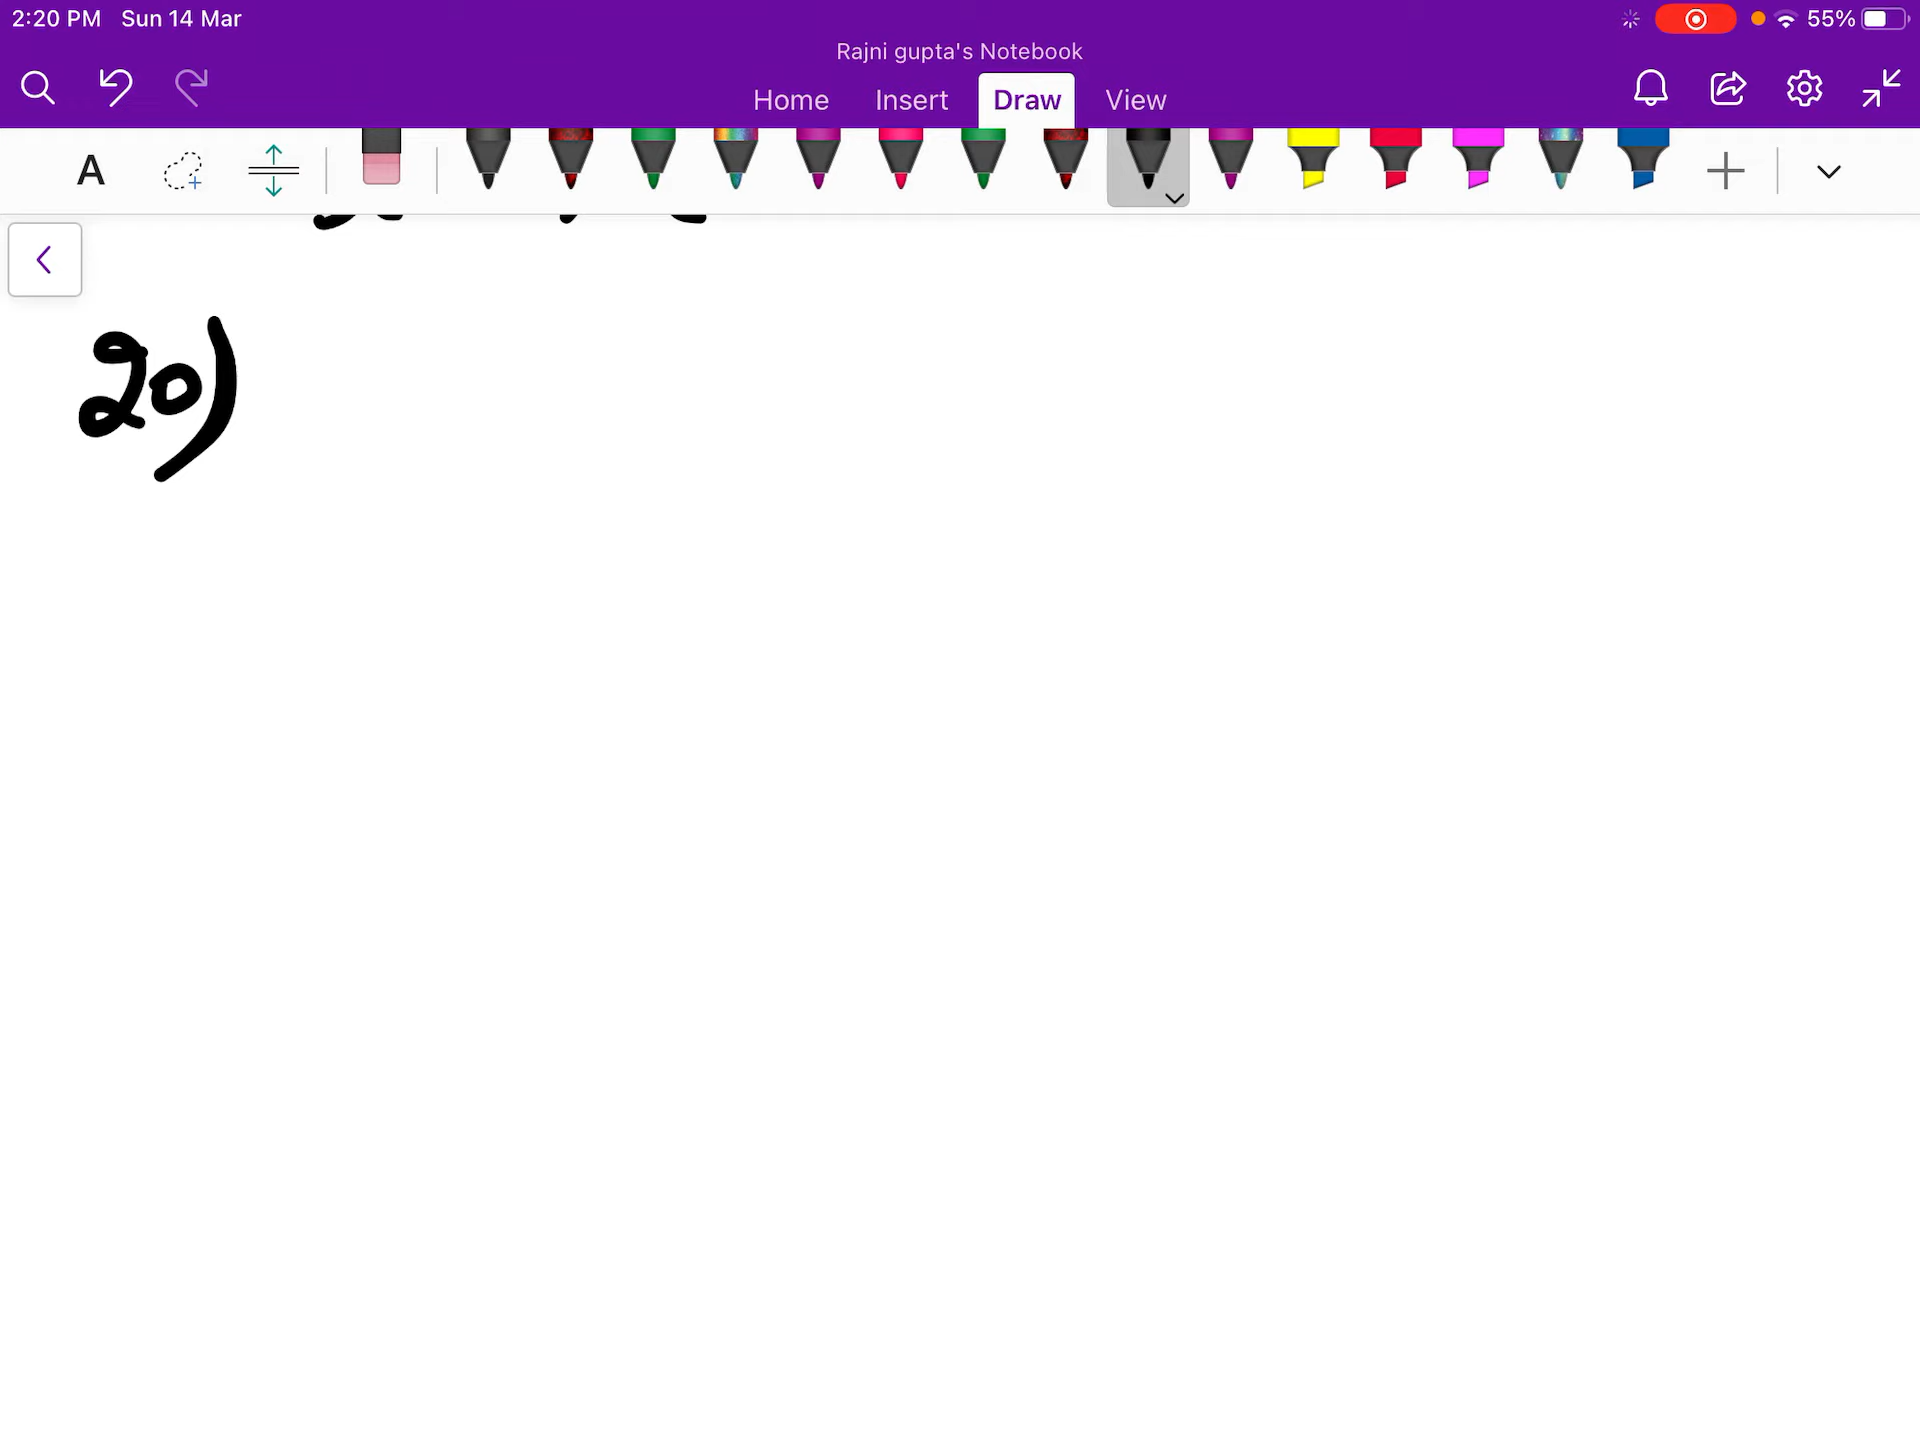 2:20 PM Sun 14 Mar
55%
Rajni gupta's Notebook
Home Insert Draw View
A
20)